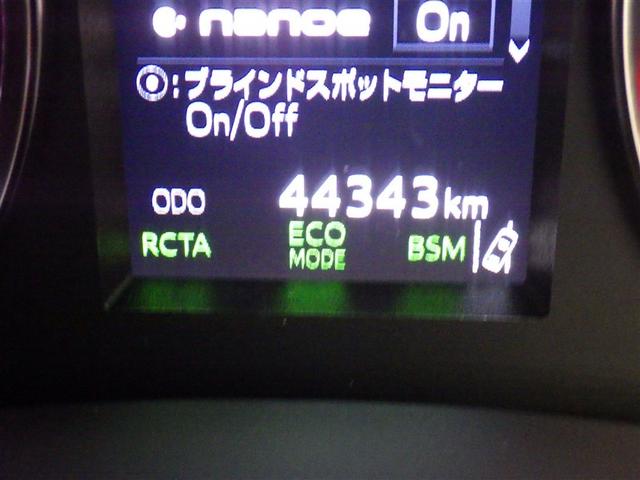 nanoe On
⦿:ブラインドスポットモニター
On/Off
ODO 44343km
RCTA ECO MODE BSM